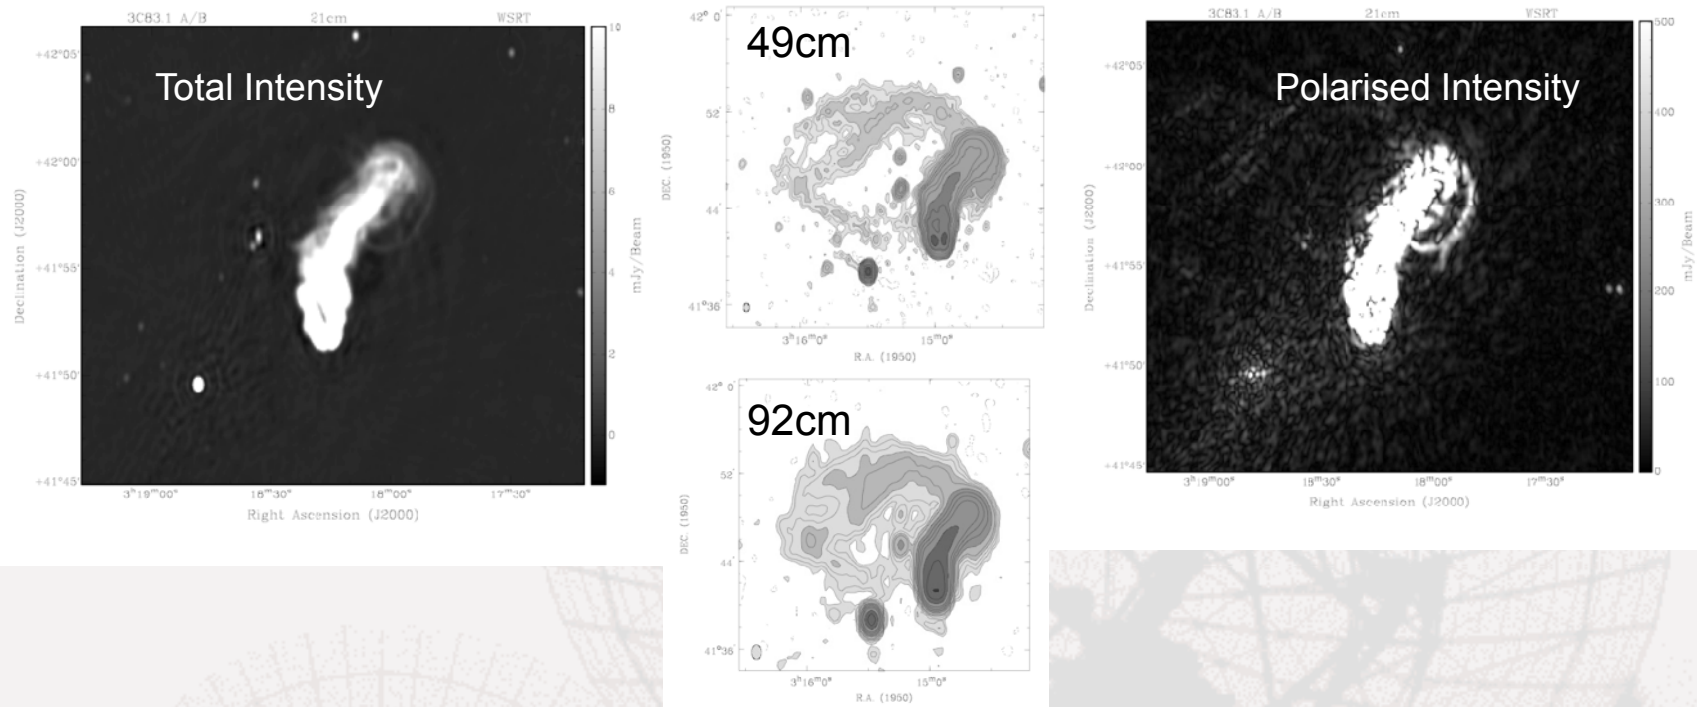 3C83.1 A/B 21cm WSRT
Total Intensity
+42°05'
+42°00'
+41°55'
+41°50'
+41°45'
Declination (J2000)
3ʰ19ᵐ00ˢ 18ᵐ30ˢ 18ᵐ00ˢ 17ᵐ30ˢ
Right Ascension (J2000)
10
8
6
4
2
0
mJy/Beam
49cm
42° 0'
52'
44'
41°36'
DEC. (1950)
3ʰ16ᵐ0ˢ 15ᵐ0ˢ
R.A. (1950)
92cm
42° 0'
52'
44'
41°36'
DEC. (1950)
3ʰ16ᵐ0ˢ 15ᵐ0ˢ
R.A. (1950)
3C83.1 A/B 21cm WSRT
Polarised Intensity
+42°05'
+42°00'
+41°55'
+41°50'
+41°45'
Declination (J2000)
3ʰ19ᵐ00ˢ 18ᵐ30ˢ 18ᵐ00ˢ 17ᵐ30ˢ
Right Ascension (J2000)
500
400
300
200
100
0
mJy/Beam